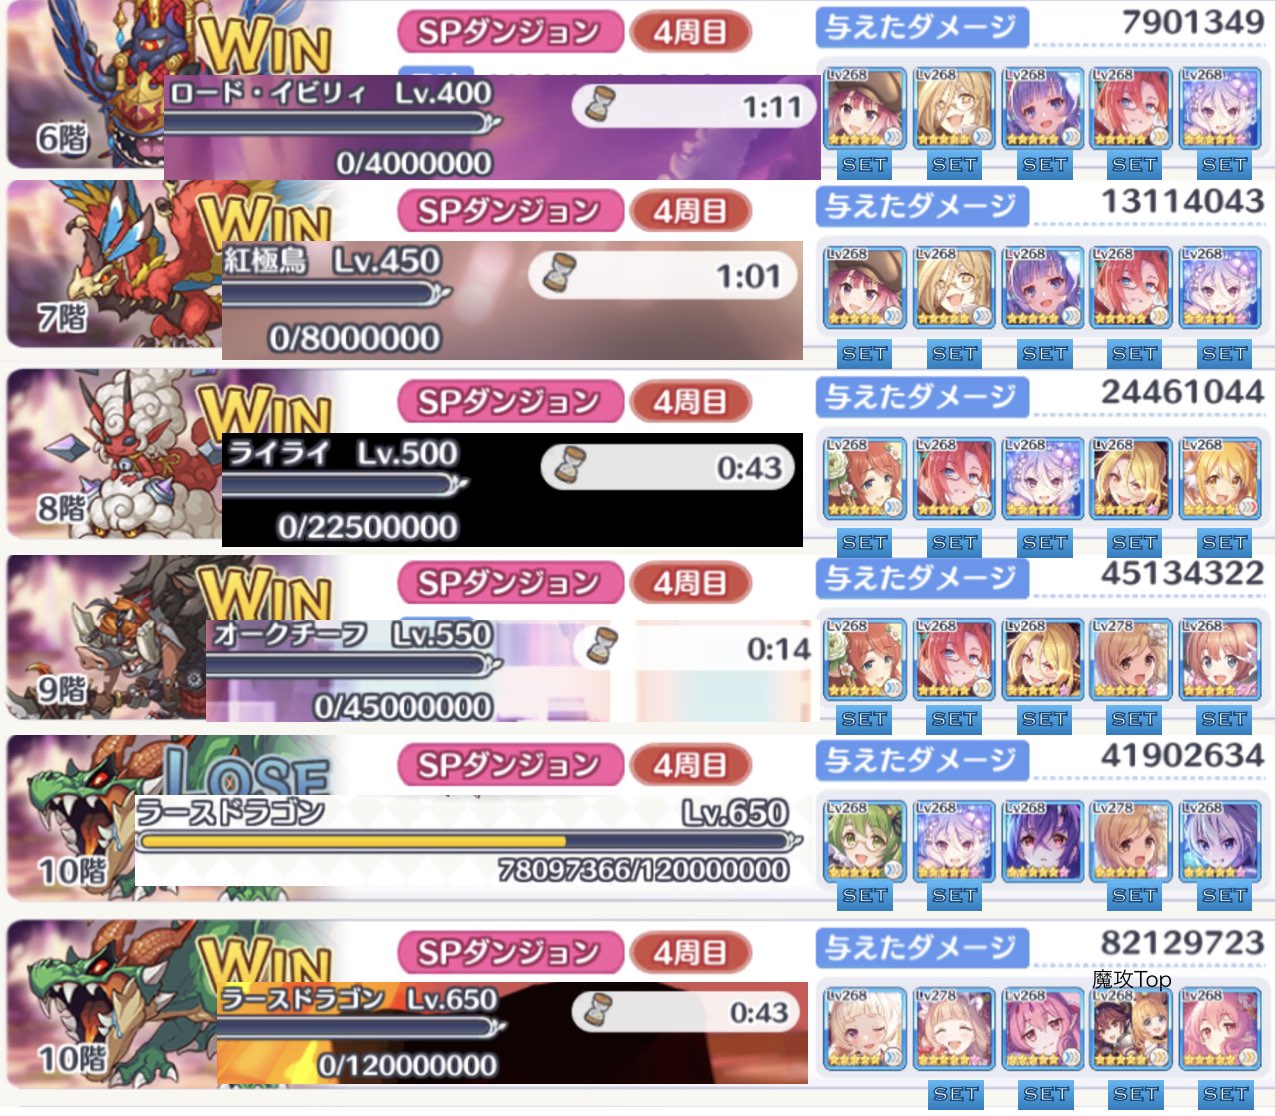 WIN SPダンジョン 4周目 与えたダメージ 7901349
ロード・イビリィ Lv.400 1:11 Lv268 Lv268 Lv268 Lv268 Lv268
6階
0/4000000 SET SET SET SET SET
WIN SPダンジョン 4周目 与えたダメージ 13114043
紅極鳥 Lv.450 1:01 Lv268 Lv268 Lv268 Lv268 Lv268
7階
0/8000000 SET SET SET SET SET
WIN SPダンジョン 4周目 与えたダメージ 24461044
ライライ Lv.500 0:43 Lv268 Lv268 Lv268 Lv268 Lv268
8階
0/22500000 SET SET SET SET SET
WIN SPダンジョン 4周目 与えたダメージ 45134322
オークチーフ Lv.550 0:14 Lv268 Lv268 Lv268 Lv278 Lv268
9階
0/45000000 SET SET SET SET SET
LOSE SPダンジョン 4周目 与えたダメージ 41902634
ラースドラゴン Lv.650 Lv268 Lv268 Lv268 Lv278 Lv268
10階
78097366/120000000 SET SET SET SET
WIN SPダンジョン 4周目 与えたダメージ 82129723
魔攻Top
ラースドラゴン Lv.650 0:43 Lv268 Lv278 Lv268 Lv268 Lv268
10階
0/120000000 SET SET SET SET